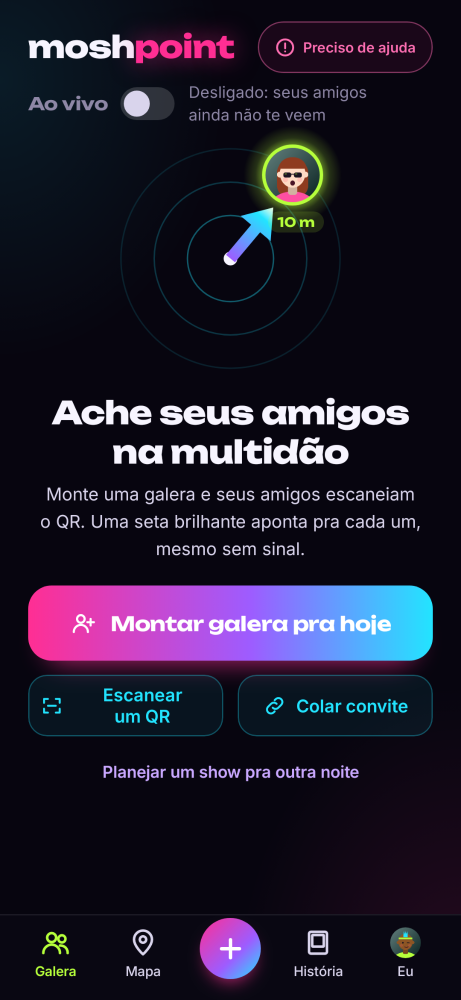 moshpoint
Preciso de ajuda
Ao vivo
Desligado: seus amigos
ainda não te veem
10 m
Ache seus amigos
na multidão
Monte uma galera e seus amigos escaneiam
o QR. Uma seta brilhante aponta pra cada um,
mesmo sem sinal.
Montar galera pra hoje
Escanear
um QR
Colar convite
Planejar um show pra outra noite
Galera
Mapa
História
Eu